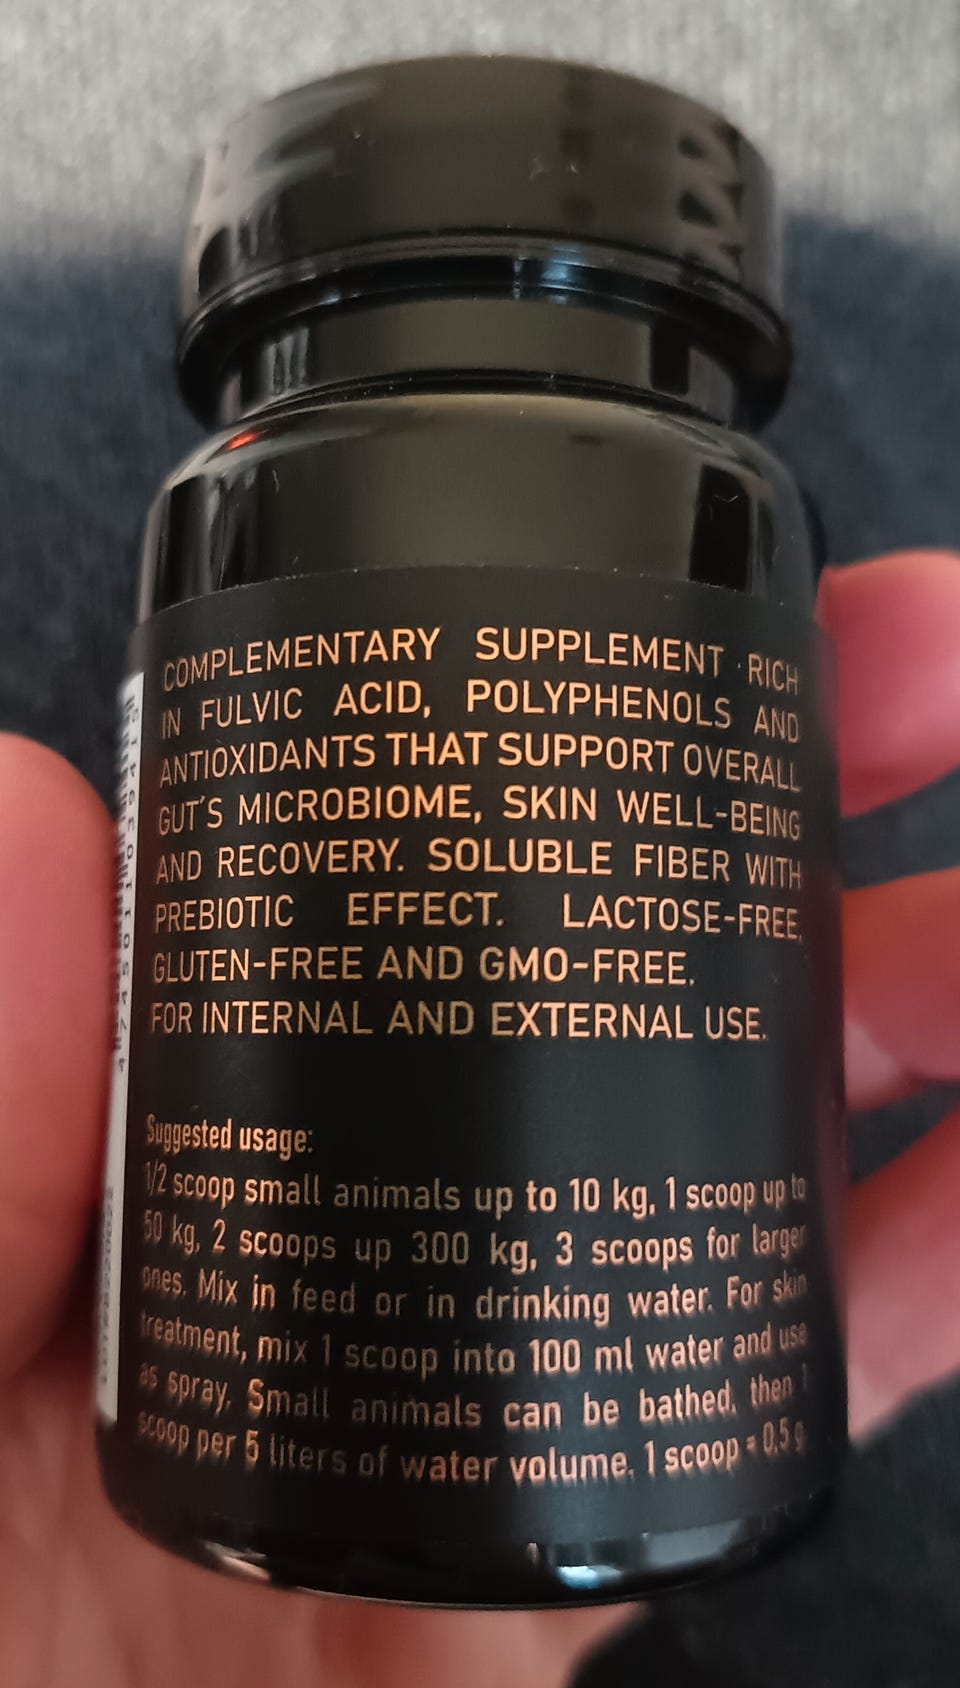 COMPLEMENTARY SUPPLEMENT · RICH
IN FULVIC ACID, POLYPHENOLS AND
ANTIOXIDANTS THAT SUPPORT OVERALL
GUT´S MICROBIOME, SKIN WELL-BEING
AND RECOVERY. SOLUBLE FIBER WITH
PREBIOTIC EFFECT. LACTOSE-FREE,
GLUTEN-FREE AND GMO-FREE.
FOR INTERNAL AND EXTERNAL USE.
Suggested usage:
1/2 scoop small animals up to 10 kg, 1 scoop up to
50 kg, 2 scoops up 300 kg, 3 scoops for larger
ones. Mix in feed or in drinking water. For skin
treatment, mix 1 scoop into 100 ml water and use
as spray. Small animals can be bathed, then 1
scoop per 5 liters of water volume. 1 scoop = 0,5 g